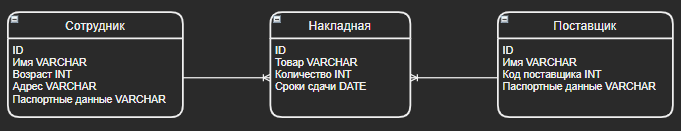 Сотрудник
ID
Имя VARCHAR
Возраст INT
Адрес VARCHAR
Паспортные данные VARCHAR
Накладная
ID
Товар VARCHAR
Количество INT
Сроки сдачи DATE
Поставщик
ID
Имя VARCHAR
Код поставщика INT
Паспортные данные VARCHAR